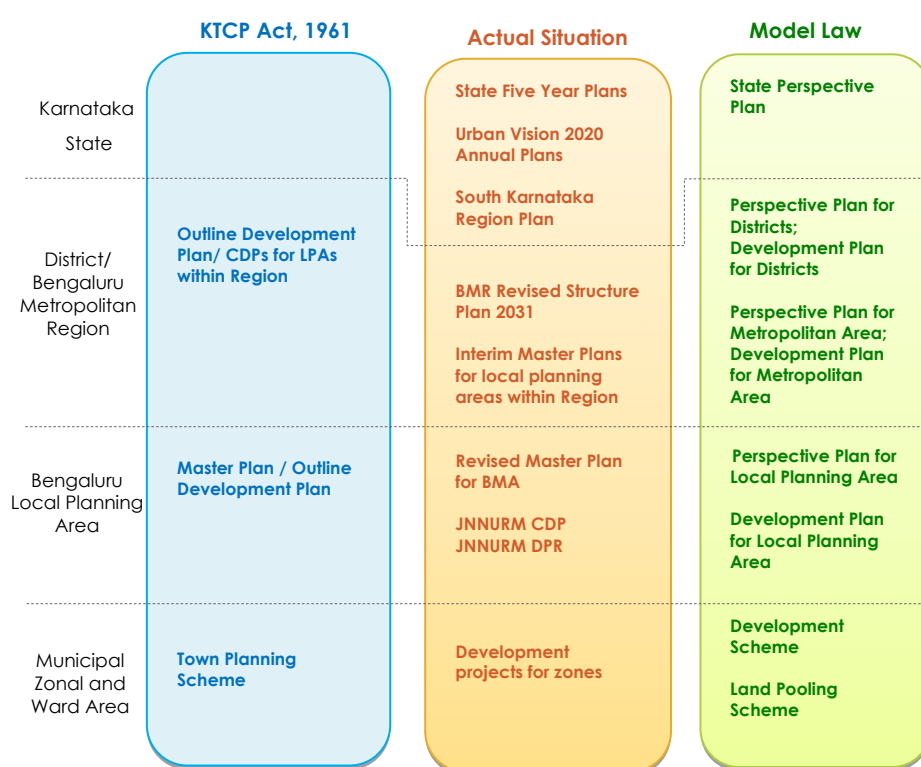 KTCP Act, 1961
Actual Situation
Model Law
Karnataka
State
State Five Year Plans
Urban Vision 2020
Annual Plans
South Karnataka
Region Plan
State Perspective
Plan
District/
Bengaluru
Metropolitan
Region
Outline Development
Plan/ CDPs for LPAs
within Region
BMR Revised Structure
Plan 2031
Interim Master Plans
for local planning
areas within Region
Perspective Plan for
Districts;
Development Plan
for Districts
Perspective Plan for
Metropolitan Area;
Development Plan
for Metropolitan
Area
Bengaluru
Local Planning
Area
Master Plan / Outline
Development Plan
Revised Master Plan
for BMA
JNNURM CDP
JNNURM DPR
Perspective Plan for
Local Planning Area
Development Plan
for Local Planning
Area
Municipal
Zonal and
Ward Area
Town Planning
Scheme
Development
projects for zones
Development
Scheme
Land Pooling
Scheme